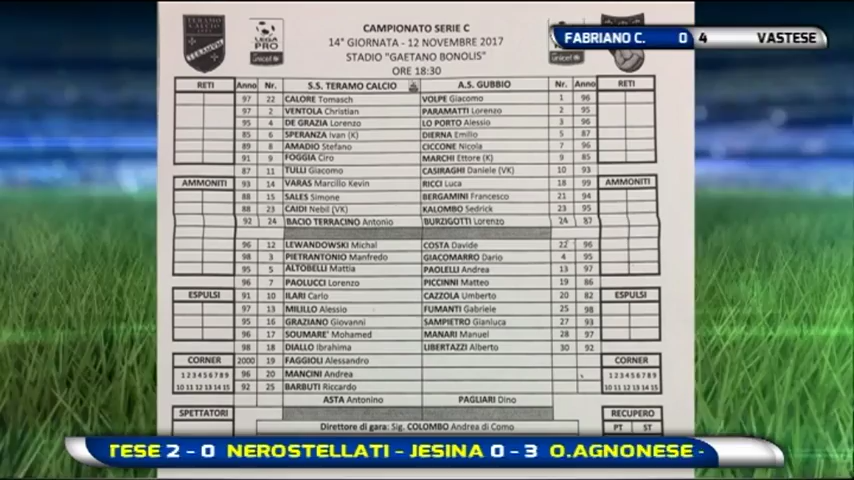 FABRIANO C. 0 4 VASTESE
TERAMO
LEGA PRO
unicef
CAMPIONATO SERIE C
14° GIORNATA - 12 NOVEMBRE 2017
STADIO "GAETANO BONOLIS"
ORE 18:30
RETI Anno Nr. S.S. TERAMO CALCIO A.S. GUBBIO Nr. Anno RETI
97 22 CALORE Tomasch VOLPE Giacomo 1 96
97 2 VENTOLA Christian PARAMATTI Lorenzo 2 95
95 4 DE GRAZIA Lorenzo LO PORTO Alessio 3 96
85 6 SPERANZA Ivan (K) DIERNA Emilio 5 87
89 8 AMADIO Stefano CICCONE Nicola 7 96
91 9 FOGGIA Ciro MARCHI Ettore (K) 9 85
87 11 TULLI Giacomo CASIRAGHI Daniele (VK) 10 93
AMMONITI 93 14 VARAS Marcillo Kevin RICCI Luca 18 99 AMMONITI
88 15 SALES Simone BERGAMINI Francesco 21 94
88 23 CAIDI Nebil (VK) KALOMBO Sedrick 23 95
92 24 BACIO TERRACINO Antonio BURZIGOTTI Lorenzo 24 87
96 12 LEWANDOWSKI Michal COSTA Davide 22 96
98 3 PIETRANTONIO Manfredo GIACOMARRO Dario 4 95
95 5 ALTOBELLI Mattia PAOLELLI Andrea 13 97
96 7 PAOLUCCI Lorenzo PICCINNI Matteo 19 86
ESPULSI 91 10 ILARI Carlo CAZZOLA Umberto 20 82 ESPULSI
97 13 MILILLO Alessio FUMANTI Gabriele 25 98
95 16 GRAZIANO Giovanni SAMPIETRO Gianluca 27 93
96 17 SOUMARE' Mohamed MANARI Manuel 28 97
98 18 DIALLO Ibrahima LIBERTAZZI Alberto 30 92
CORNER 2000 19 FAGGIOLI Alessandro CORNER
1 2 3 4 5 6 7 8 9 96 20 MANCINI Andrea 1 2 3 4 5 6 7 8 9
10 11 12 13 14 15 92 25 BARBUTI Riccardo 10 11 12 13 14 15
ASTA Antonino PAGLIARI Dino
SPETTATORI RECUPERO
Direttore di gara: Sig. COLOMBO Andrea di Como PT ST
TESE 2 - 0 NEROSTELLATI - JESINA 0 - 3 O.AGNONESE -